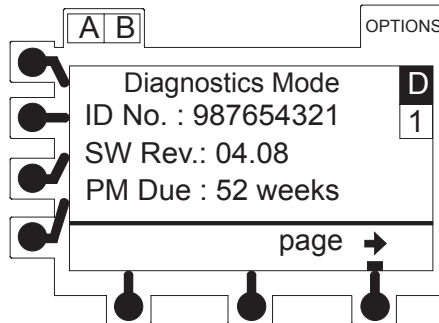 A B
OPTIONS
Diagnostics Mode
D
ID No. : 987654321
1
SW Rev.: 04.08
PM Due : 52 weeks
page